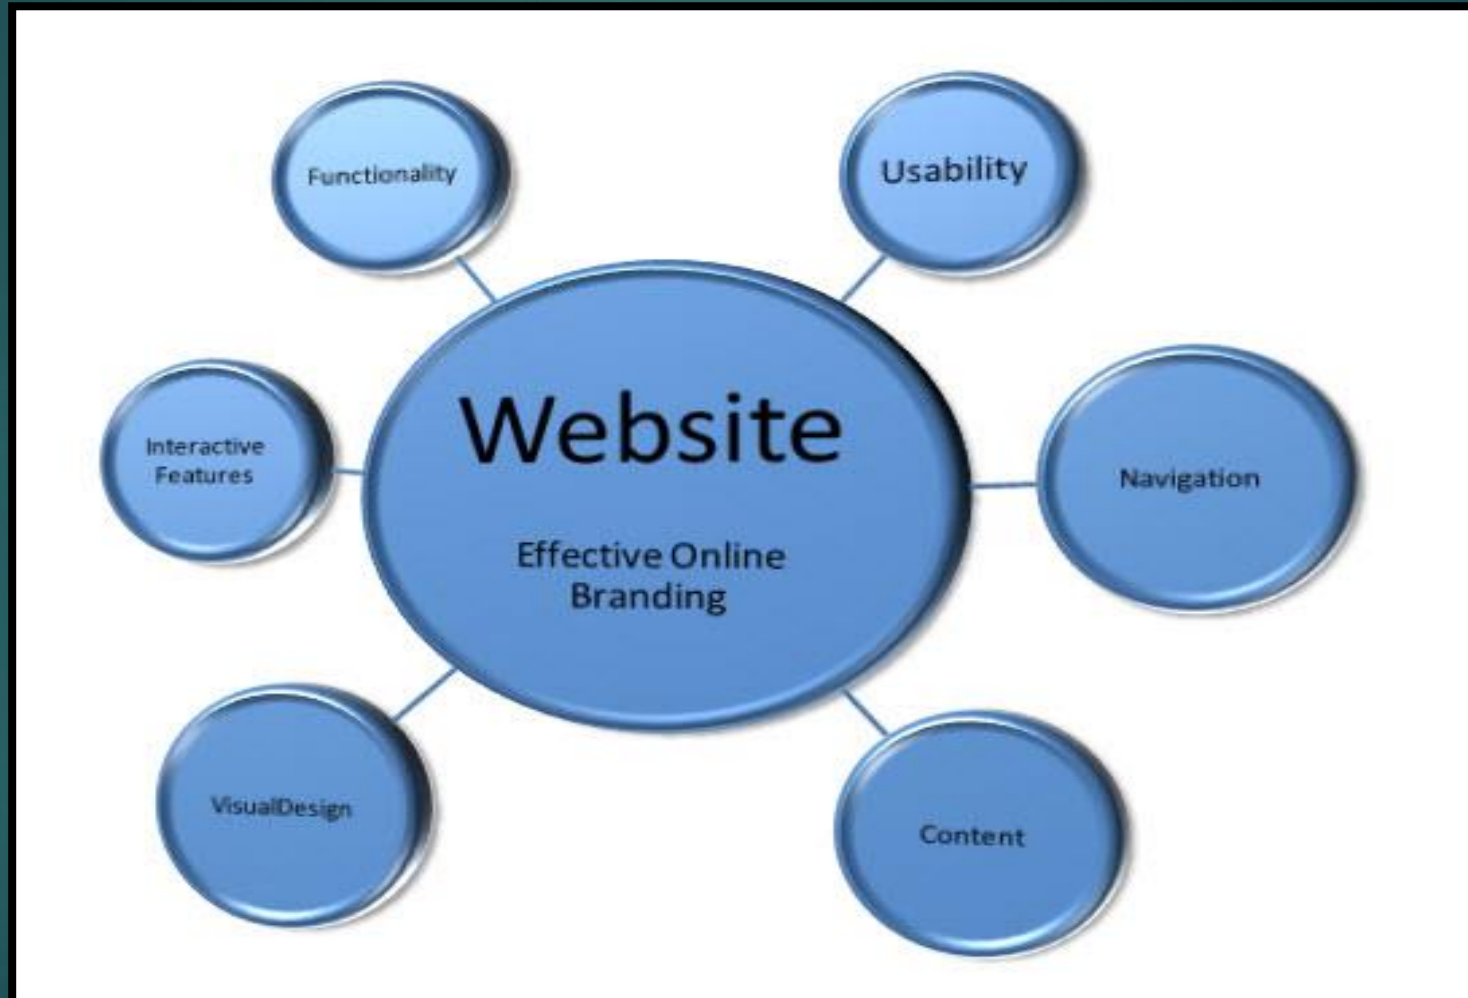 Functionality
Usability
Website
Effective Online
Branding
Interactive
Features
Navigation
VisualDesign
Content